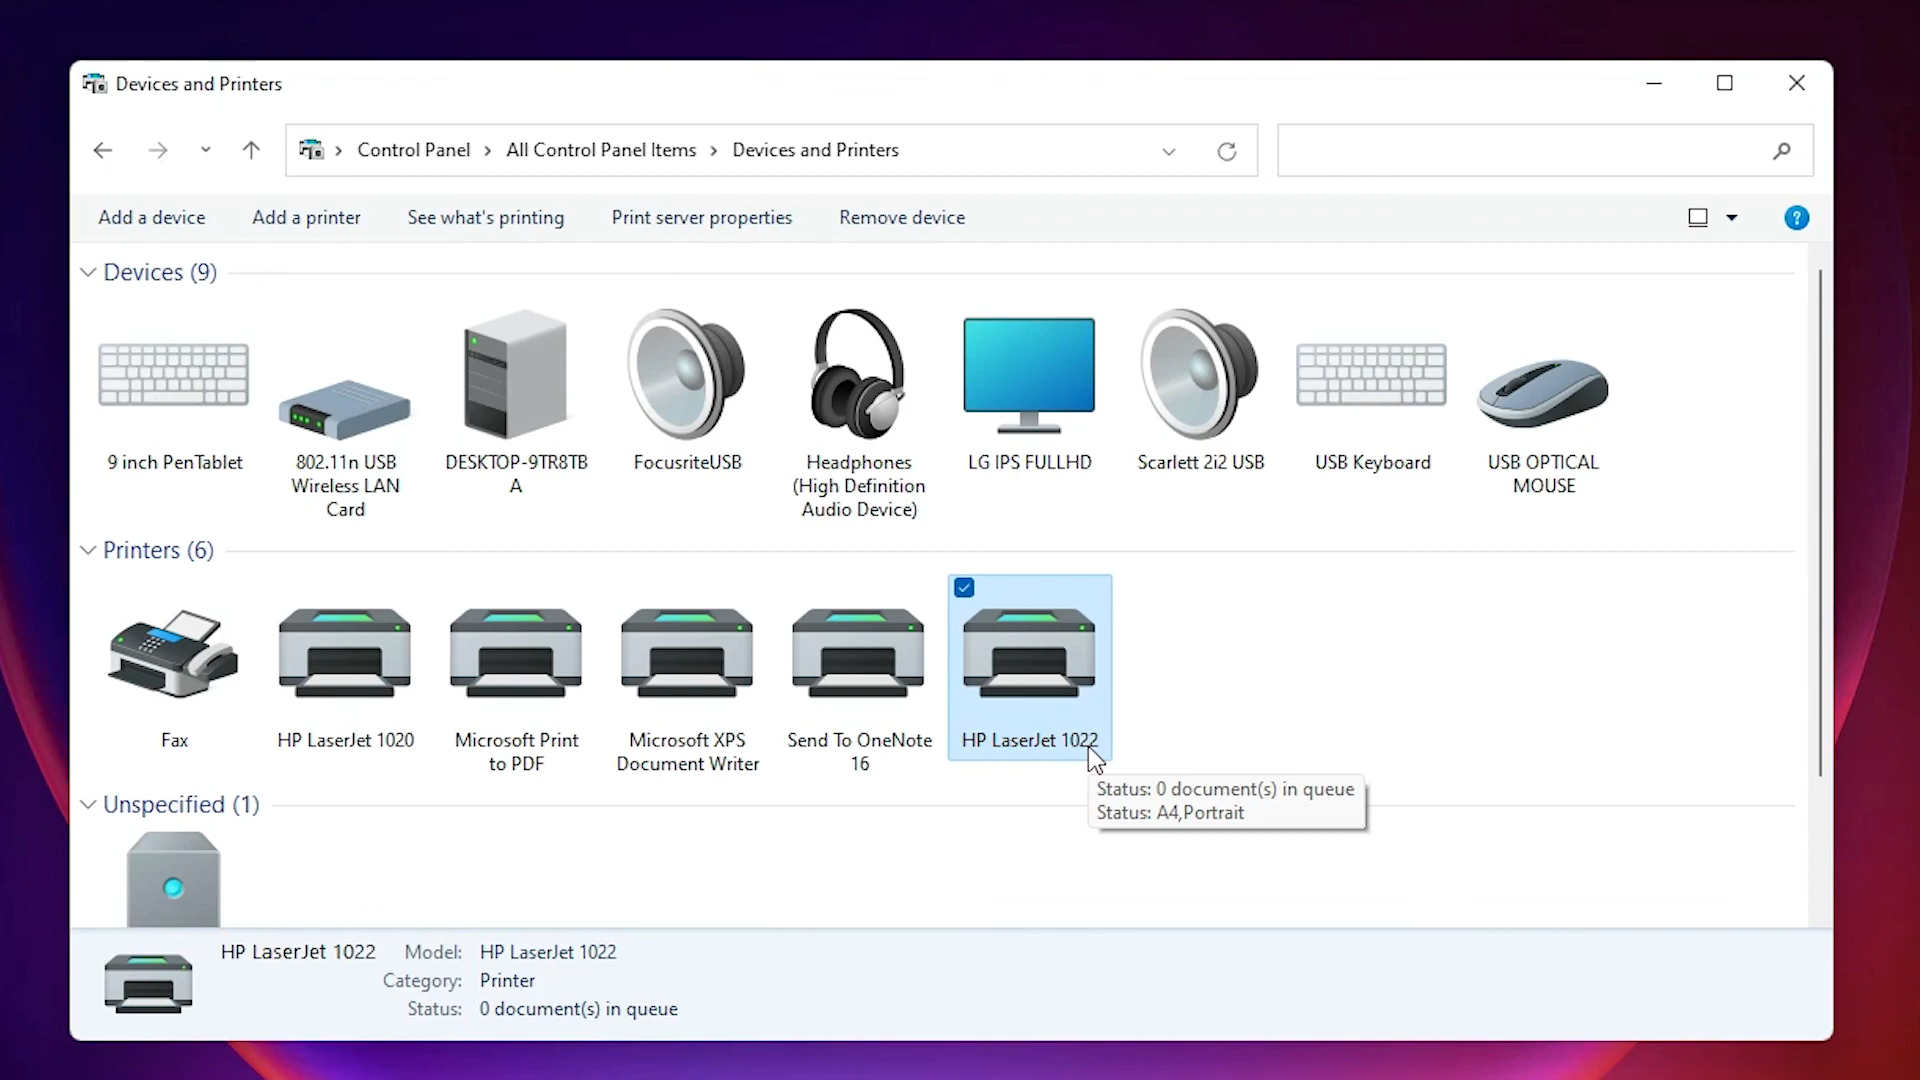 Devices and Printers
Control Panel > All Control Panel Items > Devices and Printers
Add a device Add a printer See what's printing Print server properties Remove device ?
Devices (9)
9 inch PenTablet
802.11n USB
Wireless LAN
Card
DESKTOP-9TR8TB
A
FocusriteUSB
Headphones
(High Definition
Audio Device)
LG IPS FULLHD
Scarlett 2i2 USB
USB Keyboard
USB OPTICAL
MOUSE
Printers (6)
Fax
HP LaserJet 1020
Microsoft Print
to PDF
Microsoft XPS
Document Writer
Send To OneNote
16
HP LaserJet 1022
Status: 0 document(s) in queue
Status: A4,Portrait
Unspecified (1)
HP LaserJet 1022 Model: HP LaserJet 1022
Category: Printer
Status: 0 document(s) in queue